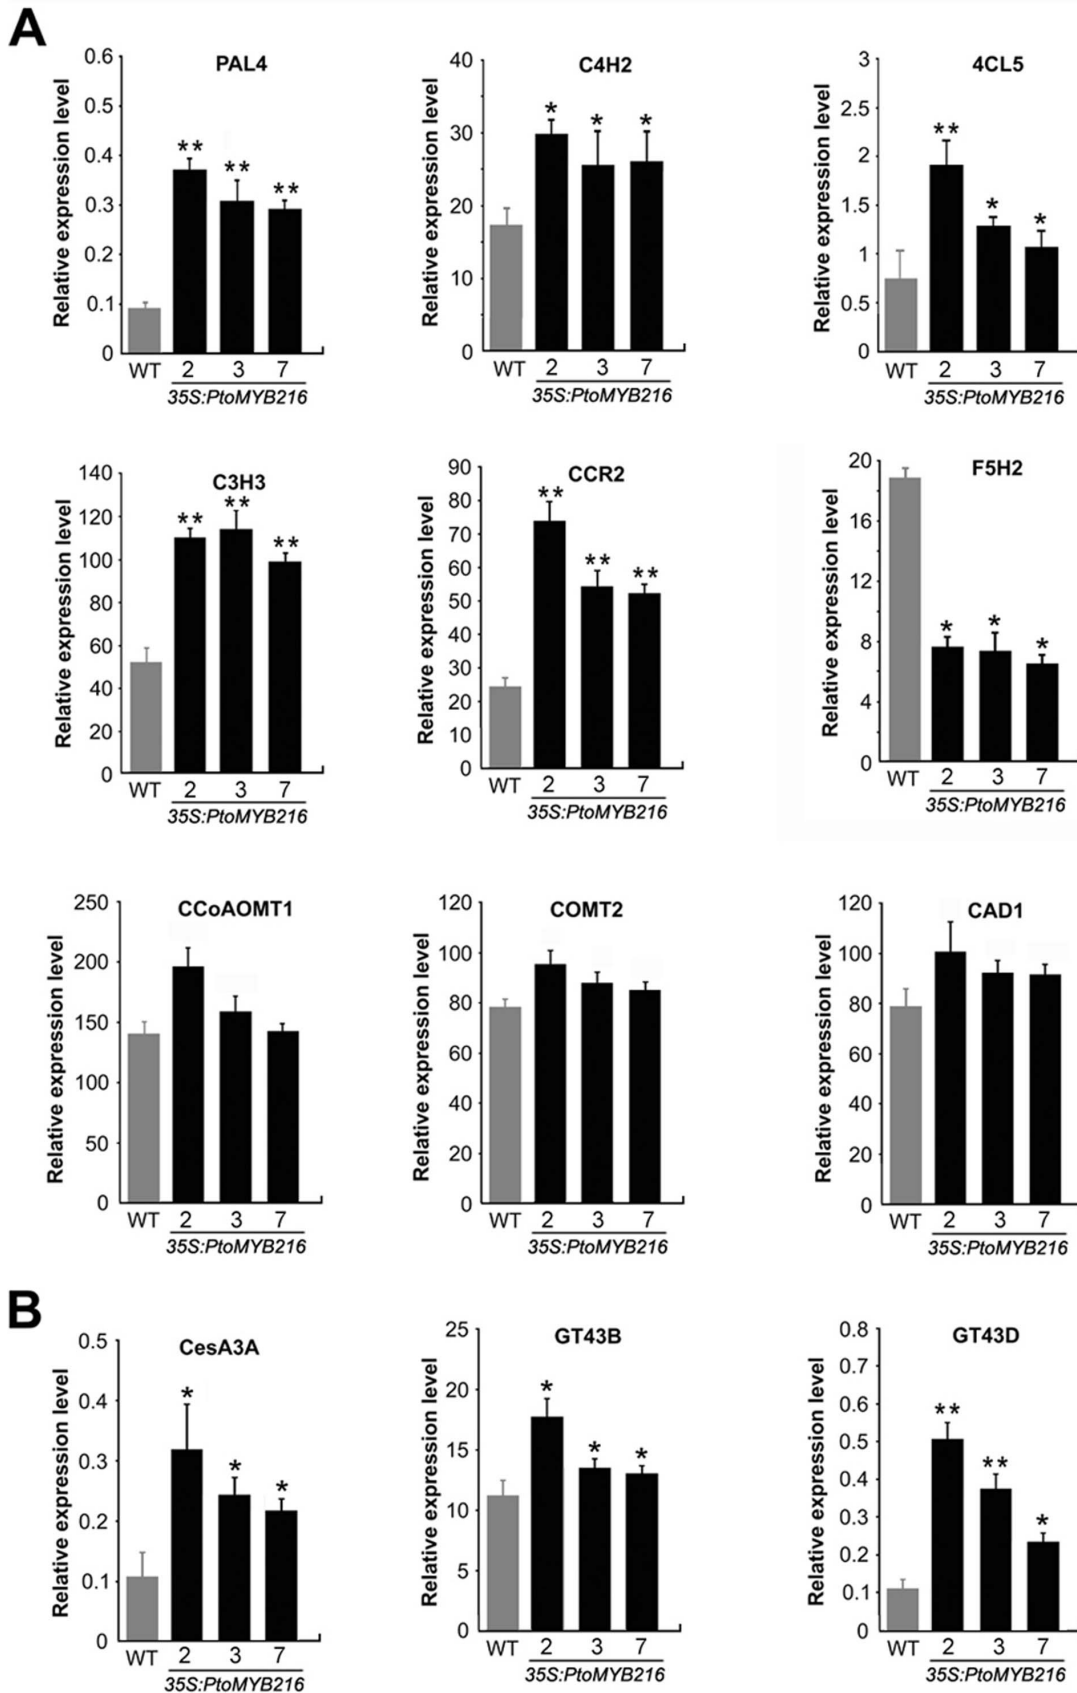 A
PAL4
Relative expression level
0.6
0.5
0.4
0.3
0.2
0.1
0
**
**
**
WT 2 3 7
35S:PtoMYB216
C4H2
Relative expression level
40
30
20
10
0
*
*
*
WT 2 3 7
35S:PtoMYB216
4CL5
Relative expression level
3
2.5
2
1.5
1
0.5
0
**
*
*
WT 2 3 7
35S:PtoMYB216
C3H3
Relative expression level
140
120
100
80
60
40
20
0
**
**
**
WT 2 3 7
35S:PtoMYB216
CCR2
Relative expression level
90
80
70
60
50
40
30
20
10
0
**
**
**
WT 2 3 7
35S:PtoMYB216
F5H2
Relative expression level
20
16
12
8
4
0
*
*
*
WT 2 3 7
35S:PtoMYB216
CCoAOMT1
Relative expression level
250
200
150
100
50
0
WT 2 3 7
35S:PtoMYB216
COMT2
Relative expression level
120
100
80
60
40
20
0
WT 2 3 7
35S:PtoMYB216
CAD1
Relative expression level
120
100
80
60
40
20
0
WT 2 3 7
35S:PtoMYB216
B
CesA3A
Relative expression level
0.5
0.4
0.3
0.2
0.1
0
*
*
*
WT 2 3 7
35S:PtoMYB216
GT43B
Relative expression level
25
20
15
10
5
0
*
*
*
WT 2 3 7
35S:PtoMYB216
GT43D
Relative expression level
0.8
0.7
0.6
0.5
0.4
0.3
0.2
0.1
0
**
**
*
WT 2 3 7
35S:PtoMYB216